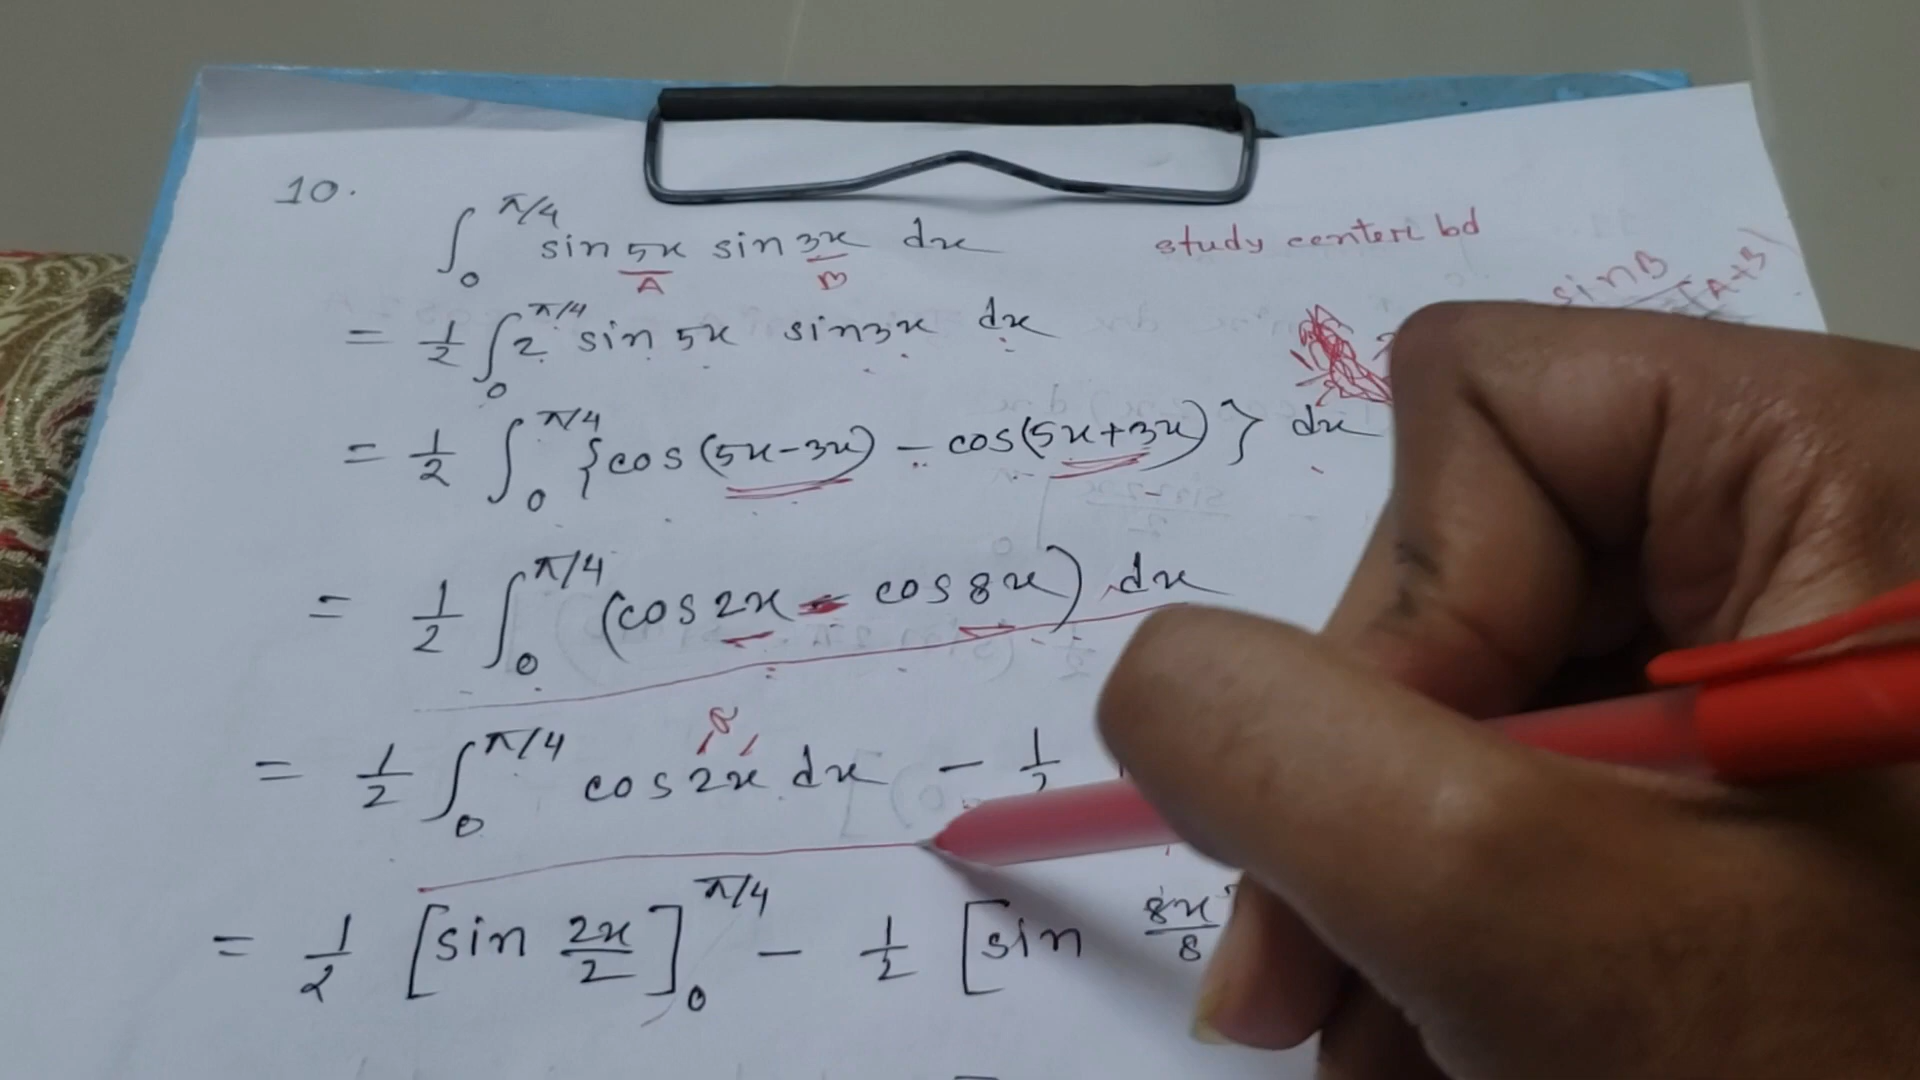 10.
∫₀^π/4 sin 5x sin 3x dx study centere bd
A B
sin B
(A+B)
= 1/2 ∫₀^π/4 2 sin 5x sin 3x dx
= 1/2 ∫₀^π/4 {cos (5x-3x) - cos (5x+3x)} dx
= 1/2 ∫₀^π/4 (cos 2x - cos 8x) dx
= 1/2 ∫₀^π/4 cos 2x dx - 1/2
= 1/2 [sin 2x/2]₀^π/4 - 1/2 [sin 8x/8